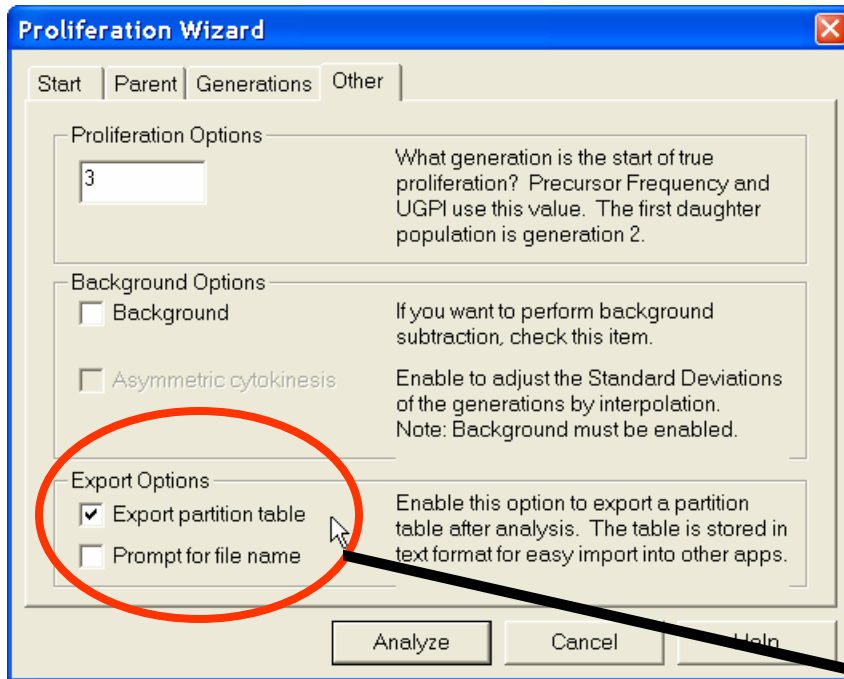 Proliferation Wizard
Start Parent Generations Other
Proliferation Options
3
What generation is the start of true
proliferation? Precursor Frequency and
UGPI use this value. The first daughter
population is generation 2.
Background Options
Background
If you want to perform background
subtraction, check this item.
Asymmetric cytokinesis
Enable to adjust the Standard Deviations
of the generations by interpolation.
Note: Background must be enabled.
Export Options
Export partition table
Prompt for file name
Enable this option to export a partition
table after analysis. The table is stored in
text format for easy import into other apps.
Analyze Cancel Help